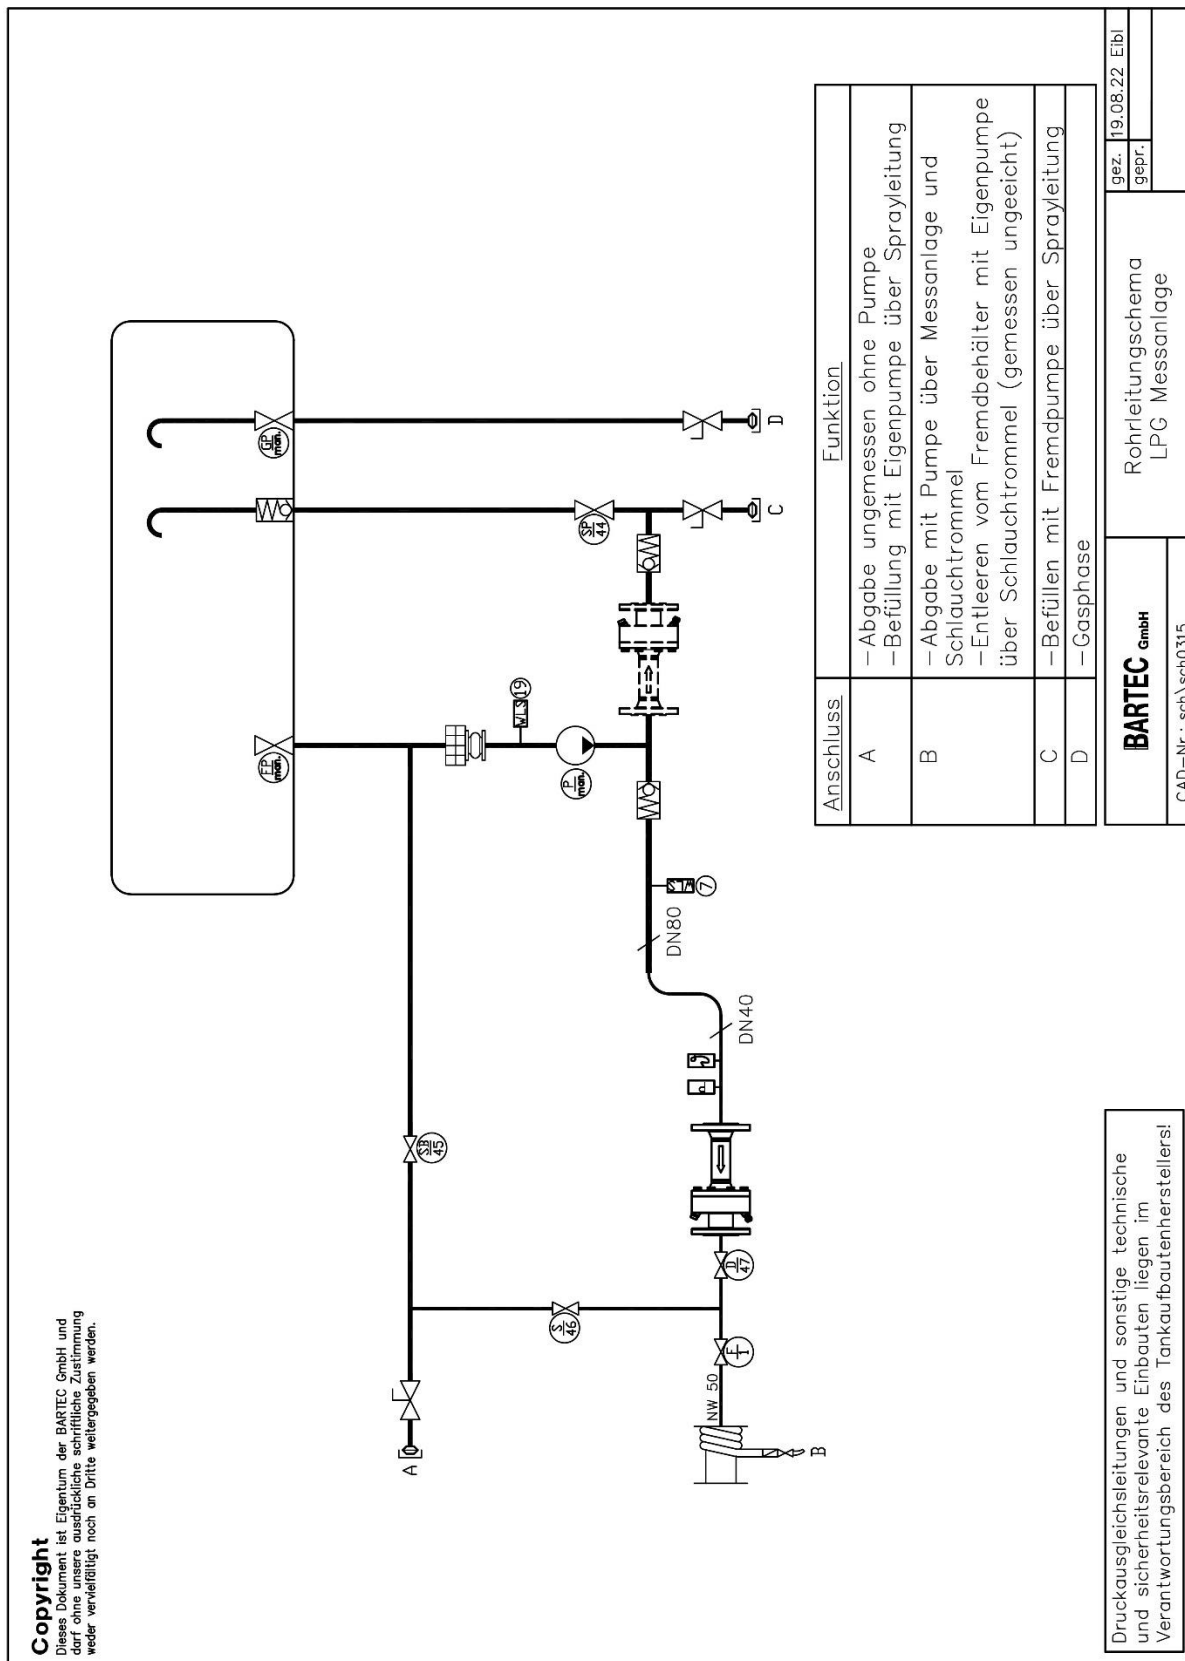 Copyright
Dieses Dokument ist Eigentum der BARTEC GmbH und
darf ohne unsere ausdrückliche schriftliche Zustimmung
weder vervielfältigt noch an Dritte weitergegeben werden.
A
SB
45
FP
man.
GP
man.
S
46
WLS 19
P
man.
SP
44
C
D
NW 50
F
1
D
47
B
DN40
DN80
7
Anschluss
Funktion
A
-Abgabe ungemessen ohne Pumpe
-Befüllung mit Eigenpumpe über Sprayleitung
B
-Abgabe mit Pumpe über Messanlage und
Schlauchtrommel
-Entleeren vom Fremdbehälter mit Eigenpumpe
über Schlauchtrommel (gemessen ungeeicht)
C
-Befüllen mit Fremdpumpe über Sprayleitung
D
-Gasphase
Druckausgleichsleitungen und sonstige technische
und sicherheitsrelevante Einbauten liegen im
Verantwortungsbereich des Tankaufbautenherstellers!
BARTEC GmbH
CAD-Nr.: sch\sch0315
Rohrleitungschema
LPG Messanlage
gez. 19.08.22 Eibl
gepr.